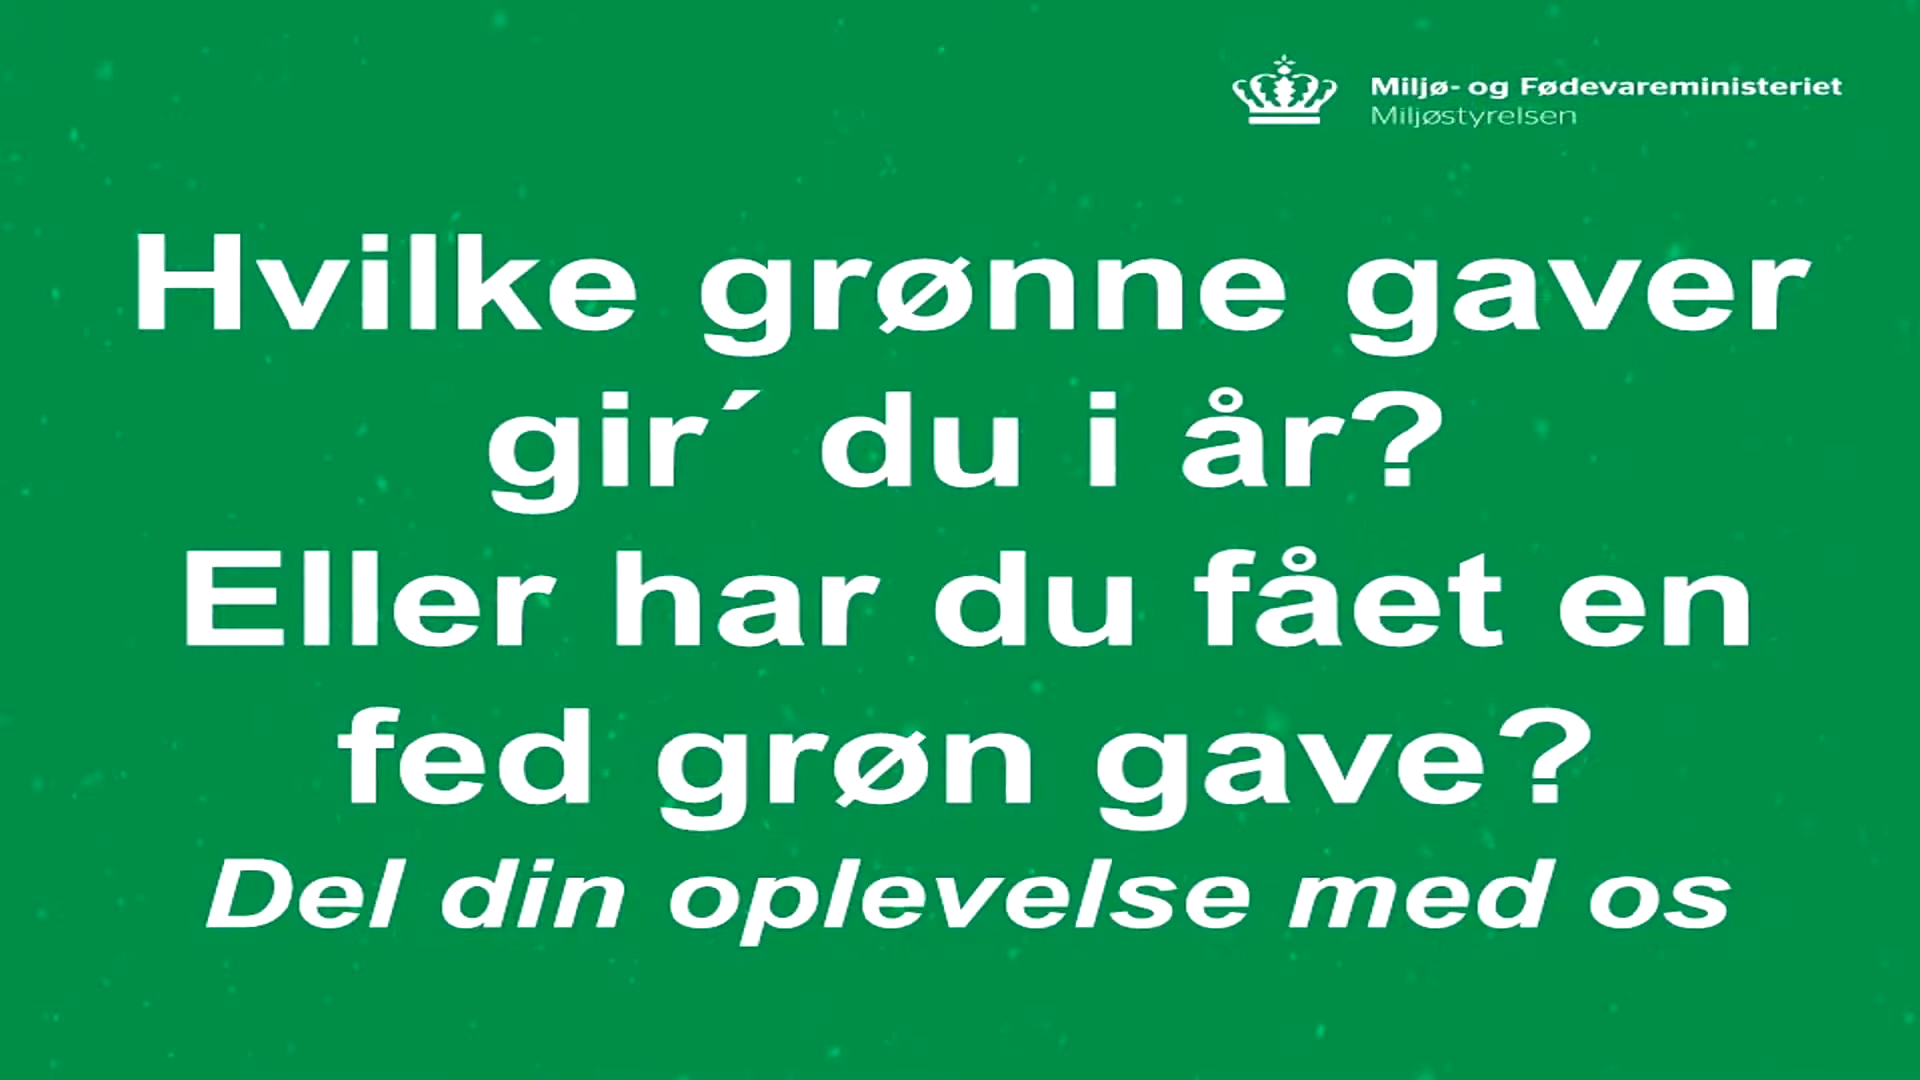 Miljø- og Fødevareministeriet
Miljøstyrelsen
Hvilke grønne gaver
gir´ du i år?
Eller har du fået en
fed grøn gave?
Del din oplevelse med os